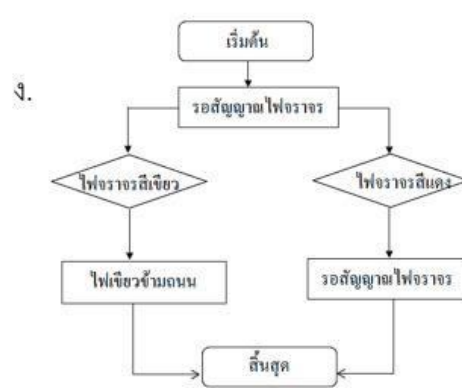 เริ่มต้น
ง.
รอสัญญาณไฟจราจร
ไฟจราจรสีเขียว
ไฟจราจรสีแดง
ไฟเขียวข้ามถนน
รอสัญญาณไฟจราจร
สิ้นสุด